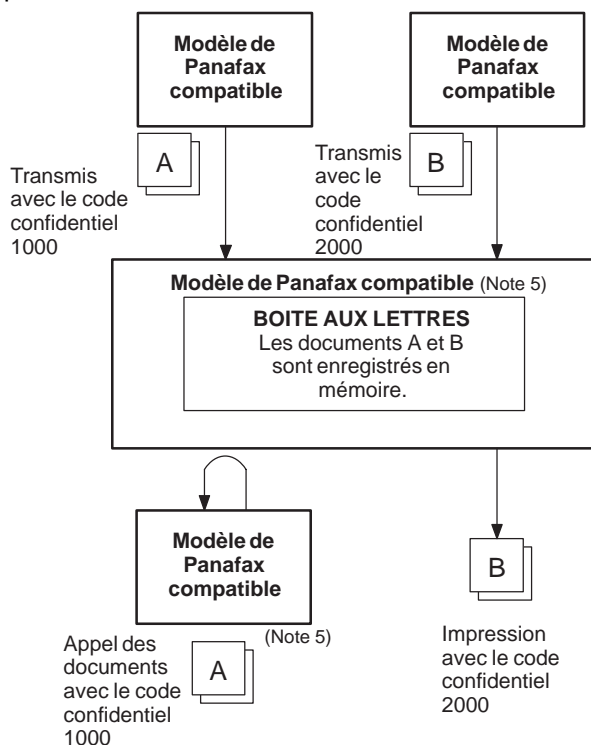 Modèle de
Panafax
compatible
Modèle de
Panafax
compatible
A
Transmis
avec le code
confidentiel
1000
B
Transmis
avec le
code
confidentiel
2000
Modèle de Panafax compatible (Note 5)
BOITE AUX LETTRES
Les documents A et B
sont enregistrés en
mémoire.
Modèle de
Panafax
compatible
(Note 5)
Appel des
documents
avec le code
confidentiel
1000
A
B
Impression
avec le code
confidentiel
2000